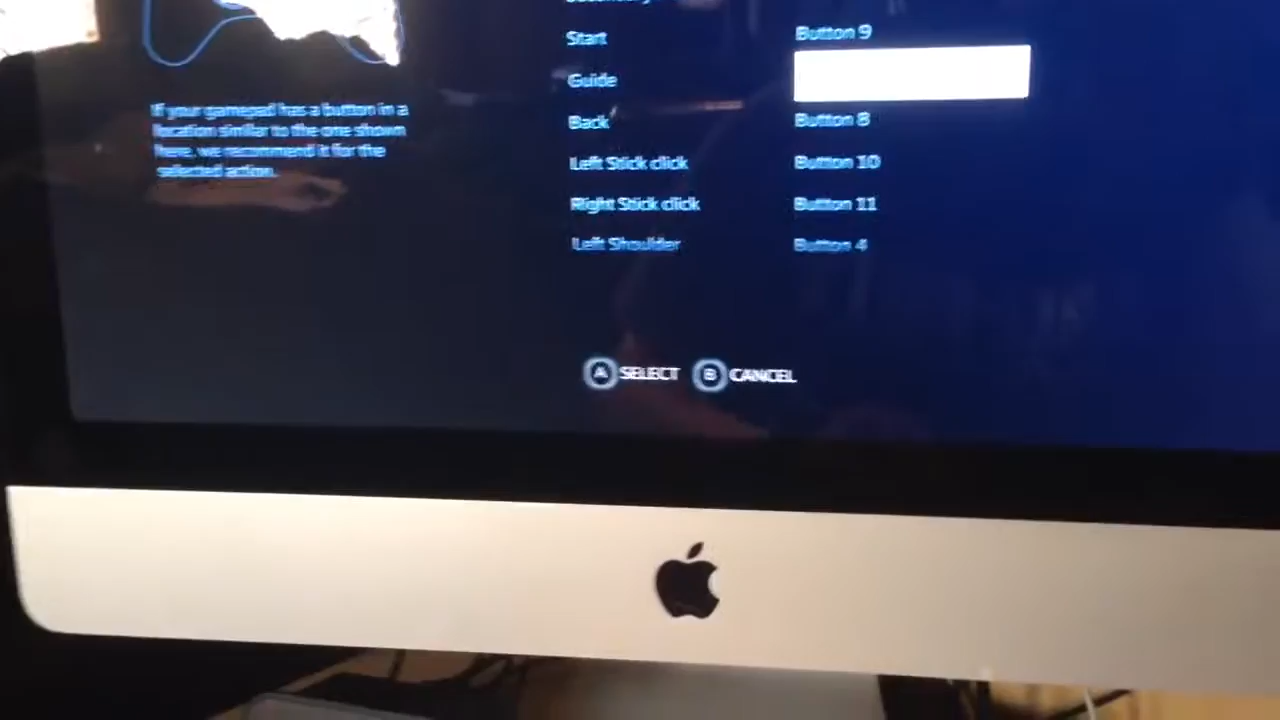 Start Button 9
Guide
Back Button 8
Left Stick click Button 10
Right Stick click Button 11
Left Shoulder Button 4
If your gamepad has a button in a
location similar to the one shown
here, we recommend it for the
selected action.
A SELECT B CANCEL